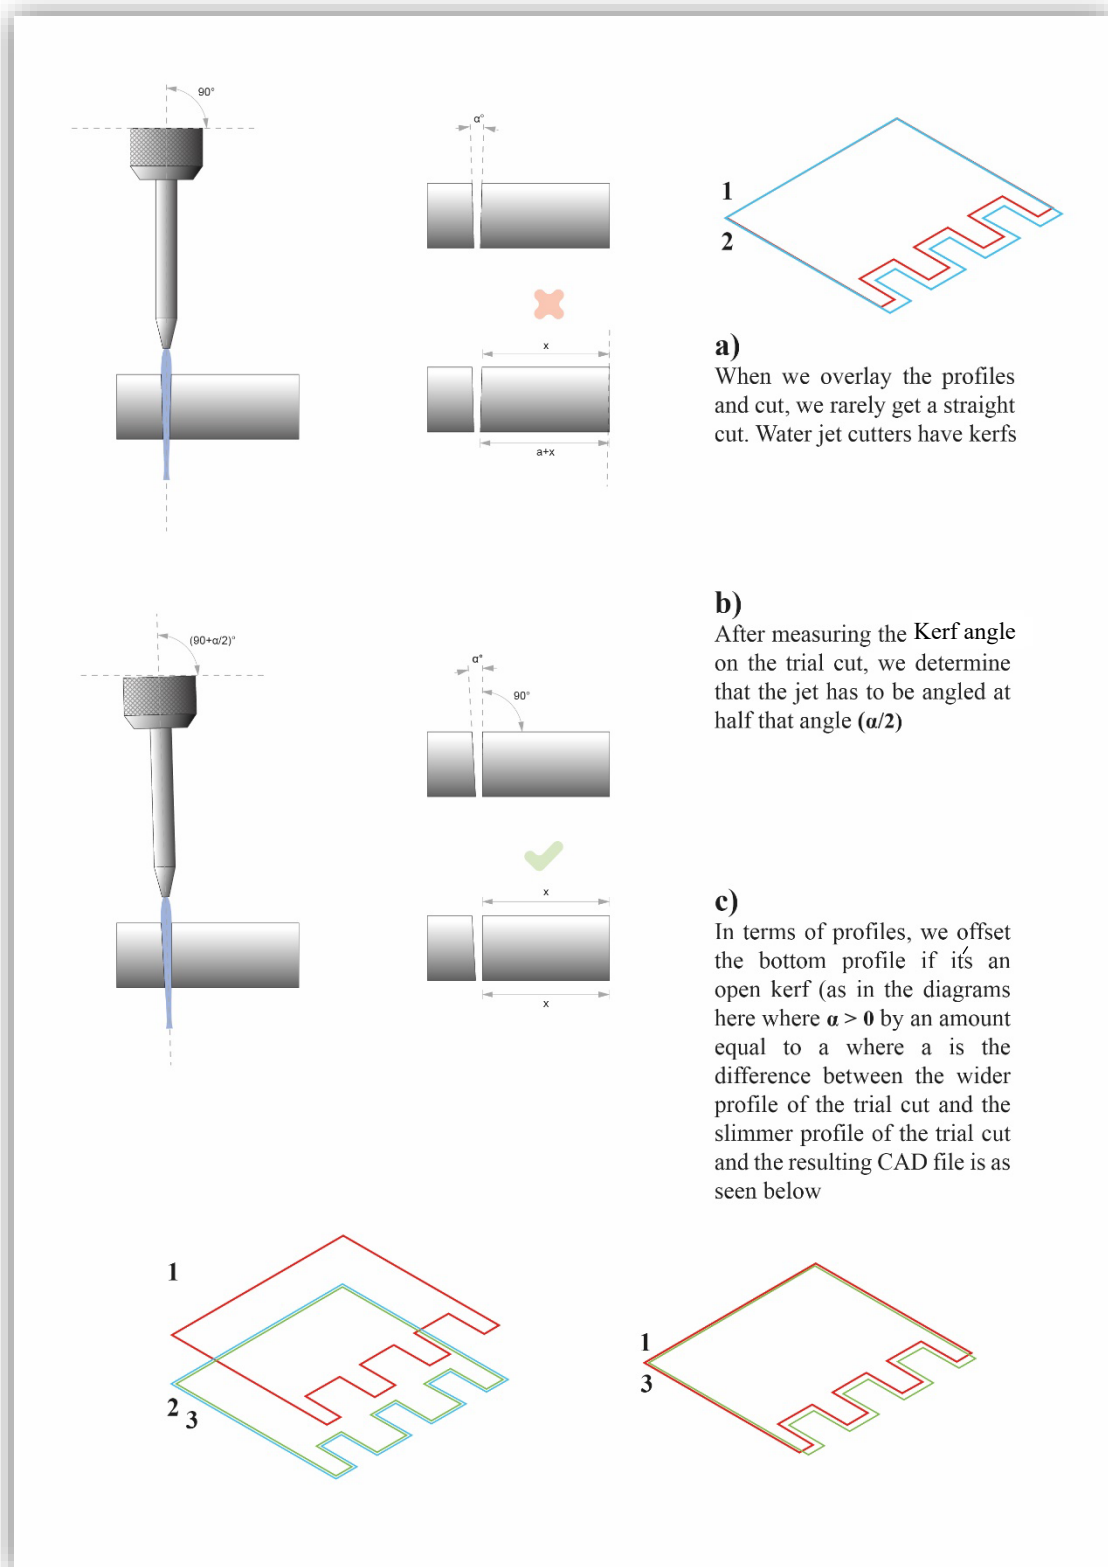 90°
α°
1
2
x
a+x
a)
When we overlay the profiles
and cut, we rarely get a straight
cut. Water jet cutters have kerfs
(90+α/2)°
α°
90°
b)
After measuring the Kerf angle
on the trial cut, we determine
that the jet has to be angled at
half that angle (α/2)
x
x
c)
In terms of profiles, we offset
the bottom profile if it's an
open kerf (as in the diagrams
here where α > 0 by an amount
equal to a where a is the
difference between the wider
profile of the trial cut and the
slimmer profile of the trial cut
and the resulting CAD file is as
seen below
1
2
3
1
3